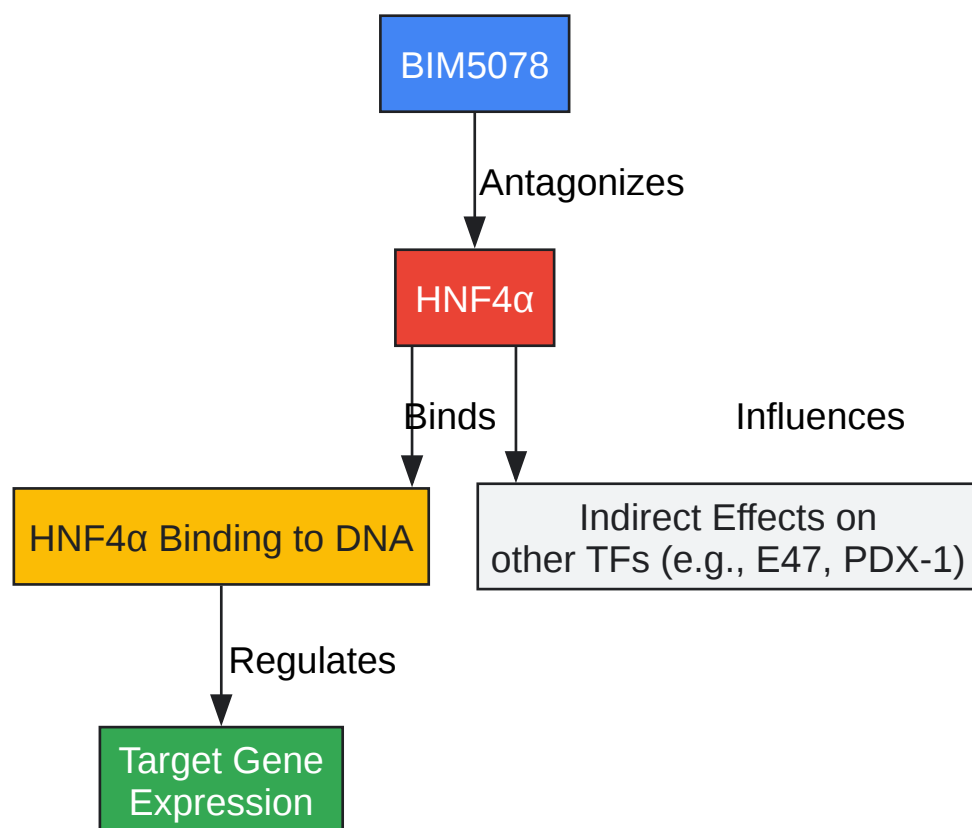 BIM5078
Antagonizes
HNF4α
Binds
Influences
HNF4α Binding to DNA
Indirect Effects on
other TFs (e.g., E47, PDX-1)
Regulates
Target Gene
Expression